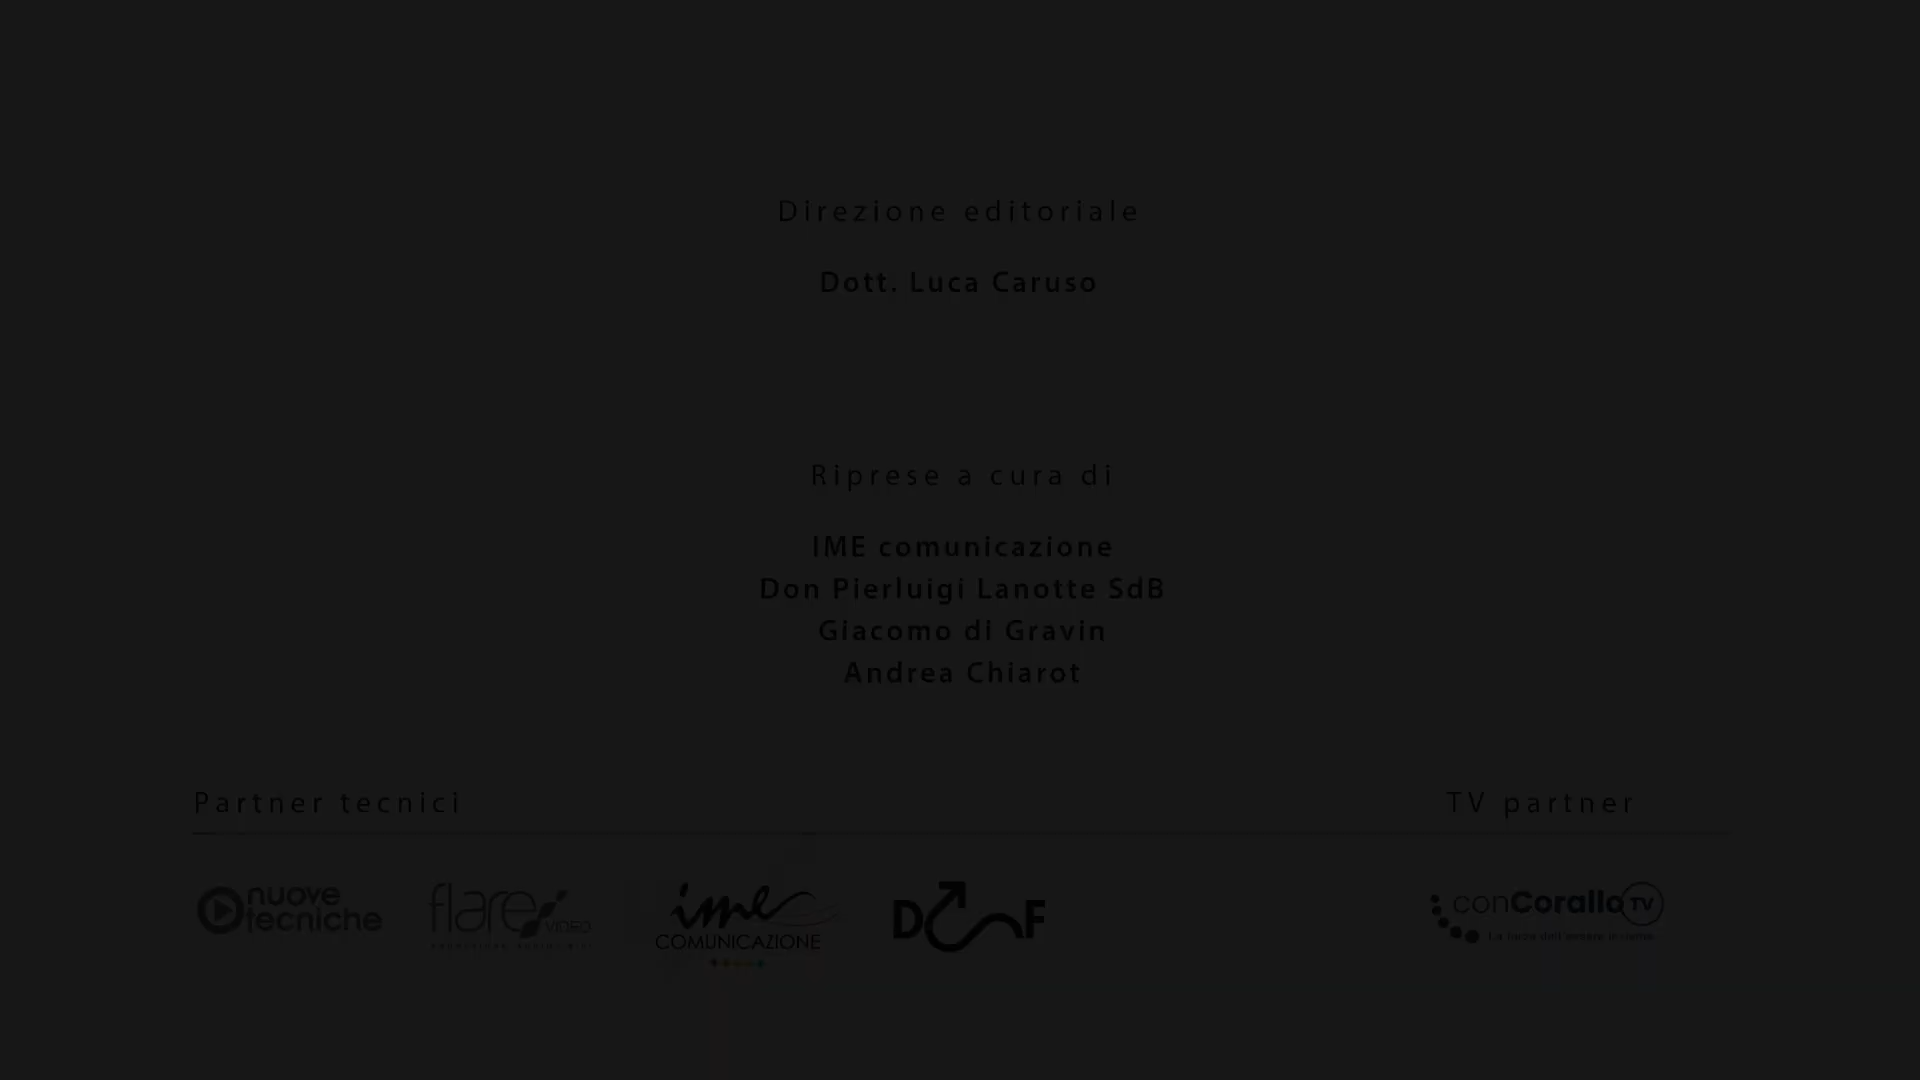 Direzione editoriale
Dott. Luca Caruso
Riprese a cura di
IME comunicazione
Don Pierluigi Lanotte SdB
Giacomo di Gravin
Andrea Chiarot
Partner tecnici
TV partner
nuove
tecniche
flare
VIDEO
ime
COMUNICAZIONE
conCorallo TV